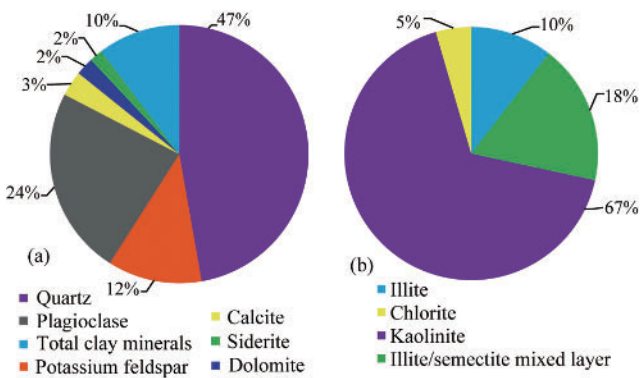 10%
47%
2%
2%
3%
24%
12%
(a)
Quartz
Plagioclase
Total clay minerals
Potassium feldspar
Calcite
Siderite
Dolomite
5%
10%
18%
67%
(b)
Illite
Chlorite
Kaolinite
Illite/semectite mixed layer